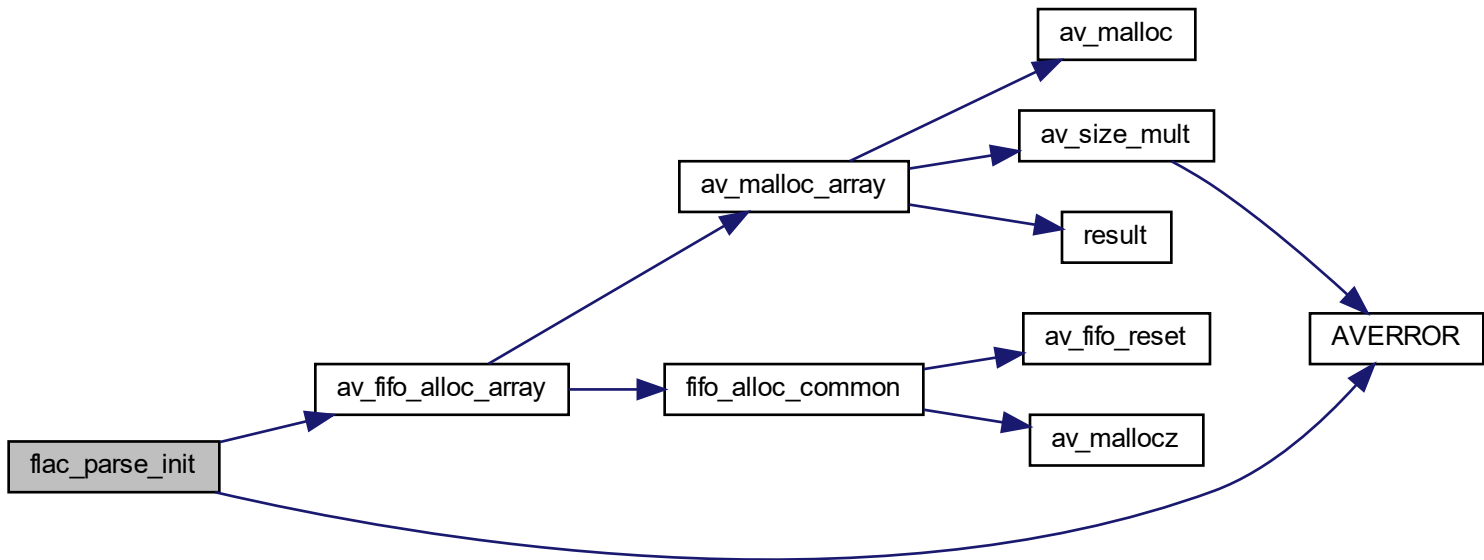 av_malloc
av_size_mult
av_malloc_array
result
AVERROR
av_fifo_reset
av_fifo_alloc_array
fifo_alloc_common
av_mallocz
flac_parse_init